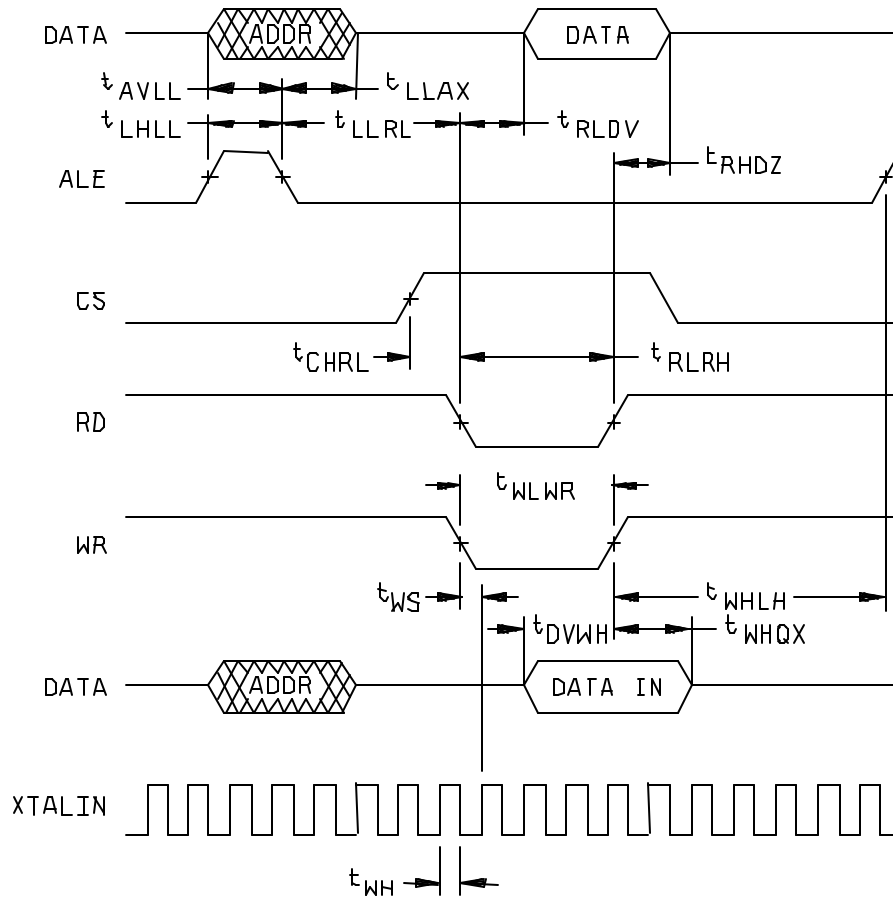 DATA ADDR DATA
tAVLL tLLAX
tLHLL tLLRL tRLDV
ALE tRHDZ
CS
tCHRL tRLRH
RD
tWLWR
WR
tWS tWHLH
tDVWH tWHQX
DATA ADDR DATA IN
XTALIN
tWH